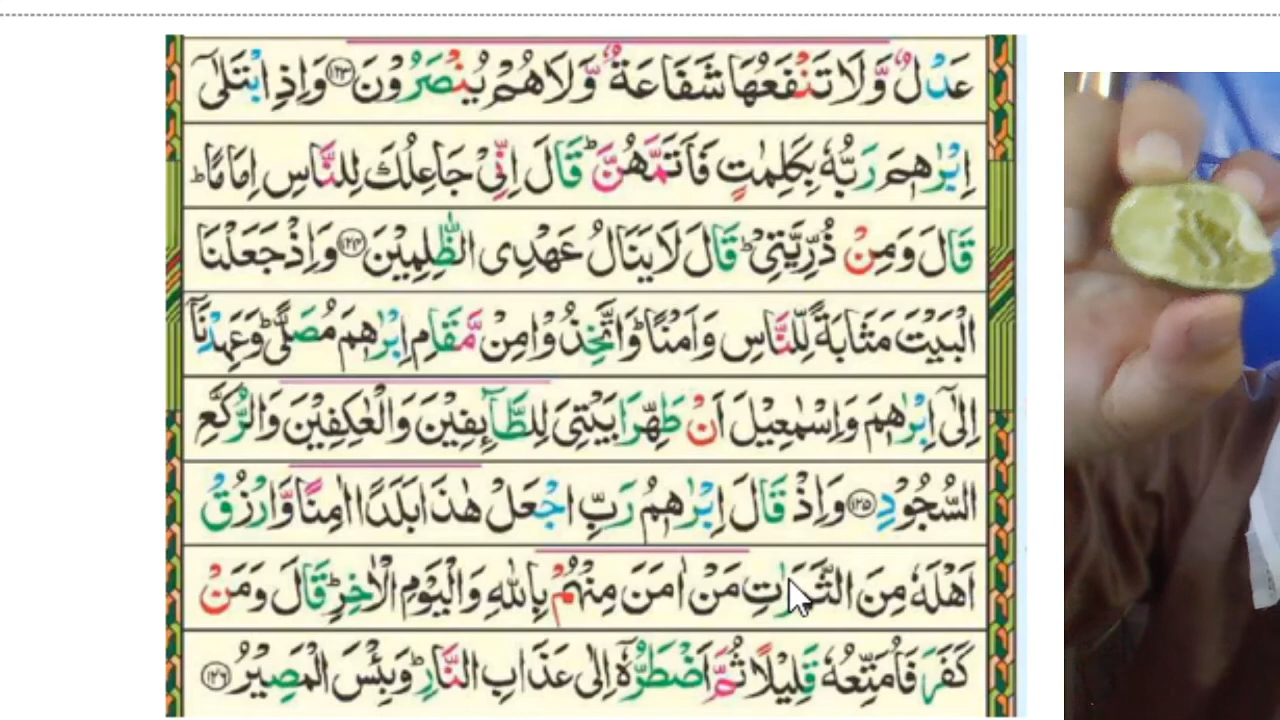 عَدْلٌ وَّلَا تَنْفَعُهَا شَفَاعَةٌ وَّلَا هُمْ يُنْصَرُوْنَ ۝۱۲۳ وَاِذِ ابْتَلٰٓى
اِبْرٰهٖمَ رَبُّهٗ بِكَلِمٰتٍ فَاَتَمَّهُنَّ ؕ قَالَ اِنِّىْ جَاعِلُكَ لِلنَّاسِ اِمَامًا ؕ
قَالَ وَمِنْ ذُرِّيَّتِىْ ؕ قَالَ لَا يَنَالُ عَهْدِى الظّٰلِمِيْنَ ۝۱۲۴ وَاِذْ جَعَلْنَا
الْبَيْتَ مَثَابَةً لِّلنَّاسِ وَاَمْنًا ؕ وَاتَّخِذُوْا مِنْ مَّقَامِ اِبْرٰهٖمَ مُصَلًّى ؕ وَعَهِدْنَآ
اِلٰٓى اِبْرٰهٖمَ وَاِسْمٰعِيْلَ اَنْ طَهِّرَا بَيْتِىَ لِلطَّآئِفِيْنَ وَالْعٰكِفِيْنَ وَالرُّكَّعِ
السُّجُوْدِ ۝۱۲۵ وَاِذْ قَالَ اِبْرٰهٖمُ رَبِّ اجْعَلْ هٰذَا بَلَدًا اٰمِنًا وَّارْزُقْ
اَهْلَهٗ مِنَ الثَّمَرٰتِ مَنْ اٰمَنَ مِنْهُمْ بِاللّٰهِ وَالْيَوْمِ الْاٰخِرِ ؕ قَالَ وَمَنْ
كَفَرَ فَاُمَتِّعُهٗ قَلِيْلًا ثُمَّ اَضْطَرُّهٗۤ اِلٰى عَذَابِ النَّارِ ؕ وَبِئْسَ الْمَصِيْرُ ۝۱۲۶